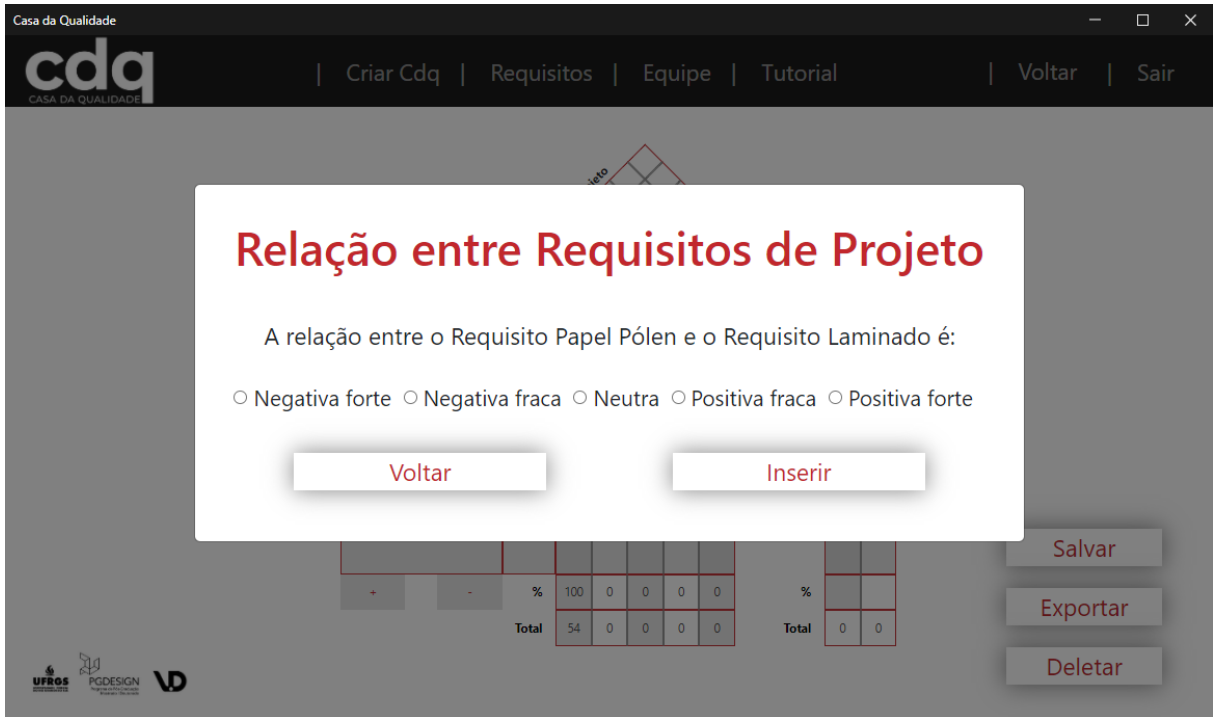 Casa da Qualidade
cdq
CASA DA QUALIDADE
| Criar Cdq | Requisitos | Equipe | Tutorial | Voltar | Sair
Relação entre Requisitos de Projeto
A relação entre o Requisito Papel Pólen e o Requisito Laminado é:
Negativa forte Negativa fraca Neutra Positiva fraca Positiva forte
Voltar Inserir
Salvar
+ - % 100 0 0 0 0 %
Exportar
Total 54 0 0 0 0 Total 0 0
Deletar
UFRGS PGDESIGN VD